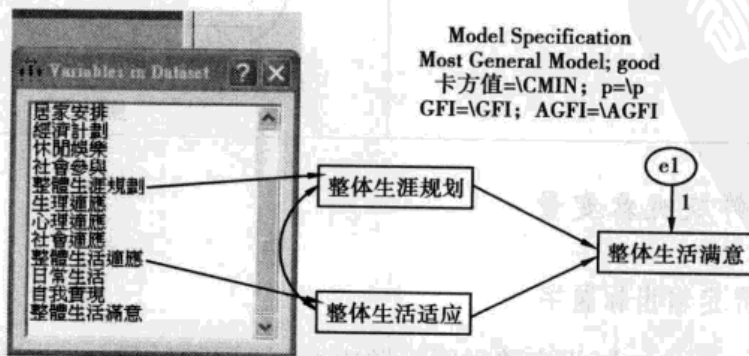 Variables in Dataset
居家安排
經濟計劃
休閒娛樂
社會參與
整體生涯規劃
生理適應
心理適應
社會適應
整體生活適應
日常生活
自我實現
整體生活滿意
Model Specification
Most General Model; good
卡方值=\CMIN；p=\p
GFI=\GFI；AGFI=\AGFI
整体生涯规划
整体生活适应
e1
1
整体生活满意